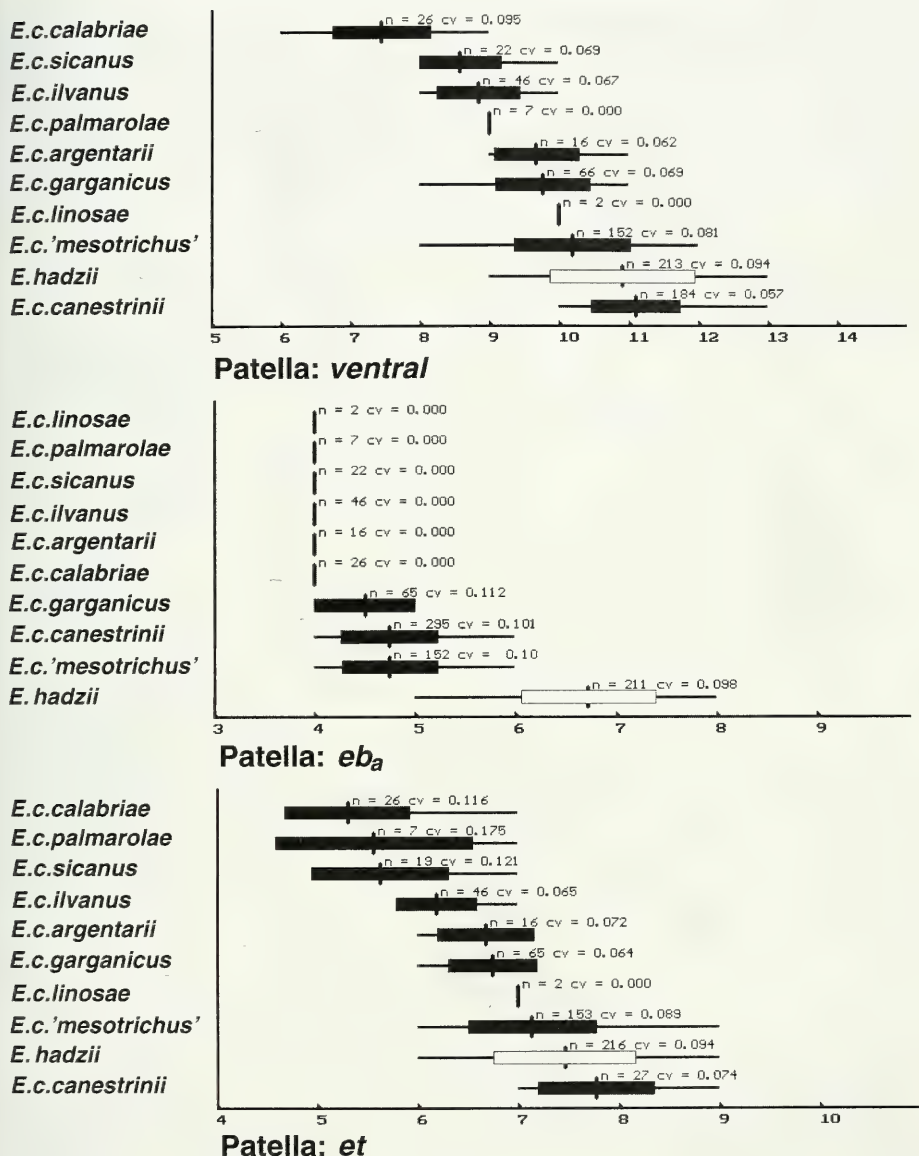 E.c.calabriae n = 26 cv = 0.095
E.c.sicanus n = 22 cv = 0.069
E.c.ilvanus n = 46 cv = 0.067
E.c.palmarolae n = 7 cv = 0.000
E.c.argentarii n = 16 cv = 0.062
E.c.garganicus n = 66 cv = 0.069
E.c.linosae n = 2 cv = 0.000
E.c.'mesotrichus' n = 152 cv = 0.081
E.hadzii n = 213 cv = 0.094
E.c.canestrinii n = 184 cv = 0.057
5 6 7 8 9 10 11 12 13 14
Patella: ventral
E.c.linosae n = 2 cv = 0.000
E.c.palmarolae n = 7 cv = 0.000
E.c.sicanus n = 22 cv = 0.000
E.c.ilvanus n = 46 cv = 0.000
E.c.argentarii n = 16 cv = 0.000
E.c.calabriae n = 26 cv = 0.000
E.c.garganicus n = 65 cv = 0.112
E.c.canestrinii n = 295 cv = 0.101
E.c.'mesotrichus' n = 152 cv = 0.10
E. hadzii n = 211 cv = 0.098
3 4 5 6 7 8 9
Patella: eba
E.c.calabriae n = 26 cv = 0.116
E.c.palmarolae n = 7 cv = 0.175
E.c.sicanus n = 19 cv = 0.121
E.c.ilvanus n = 46 cv = 0.065
E.c.argentarii n = 16 cv = 0.072
E.c.garganicus n = 65 cv = 0.064
E.c.linosae n = 2 cv = 0.000
E.c.'mesotrichus' n = 153 cv = 0.089
E. hadzii n = 216 cv = 0.094
E.c.canestrinii n = 27 cv = 0.074
4 5 6 7 8 9 10
Patella: et